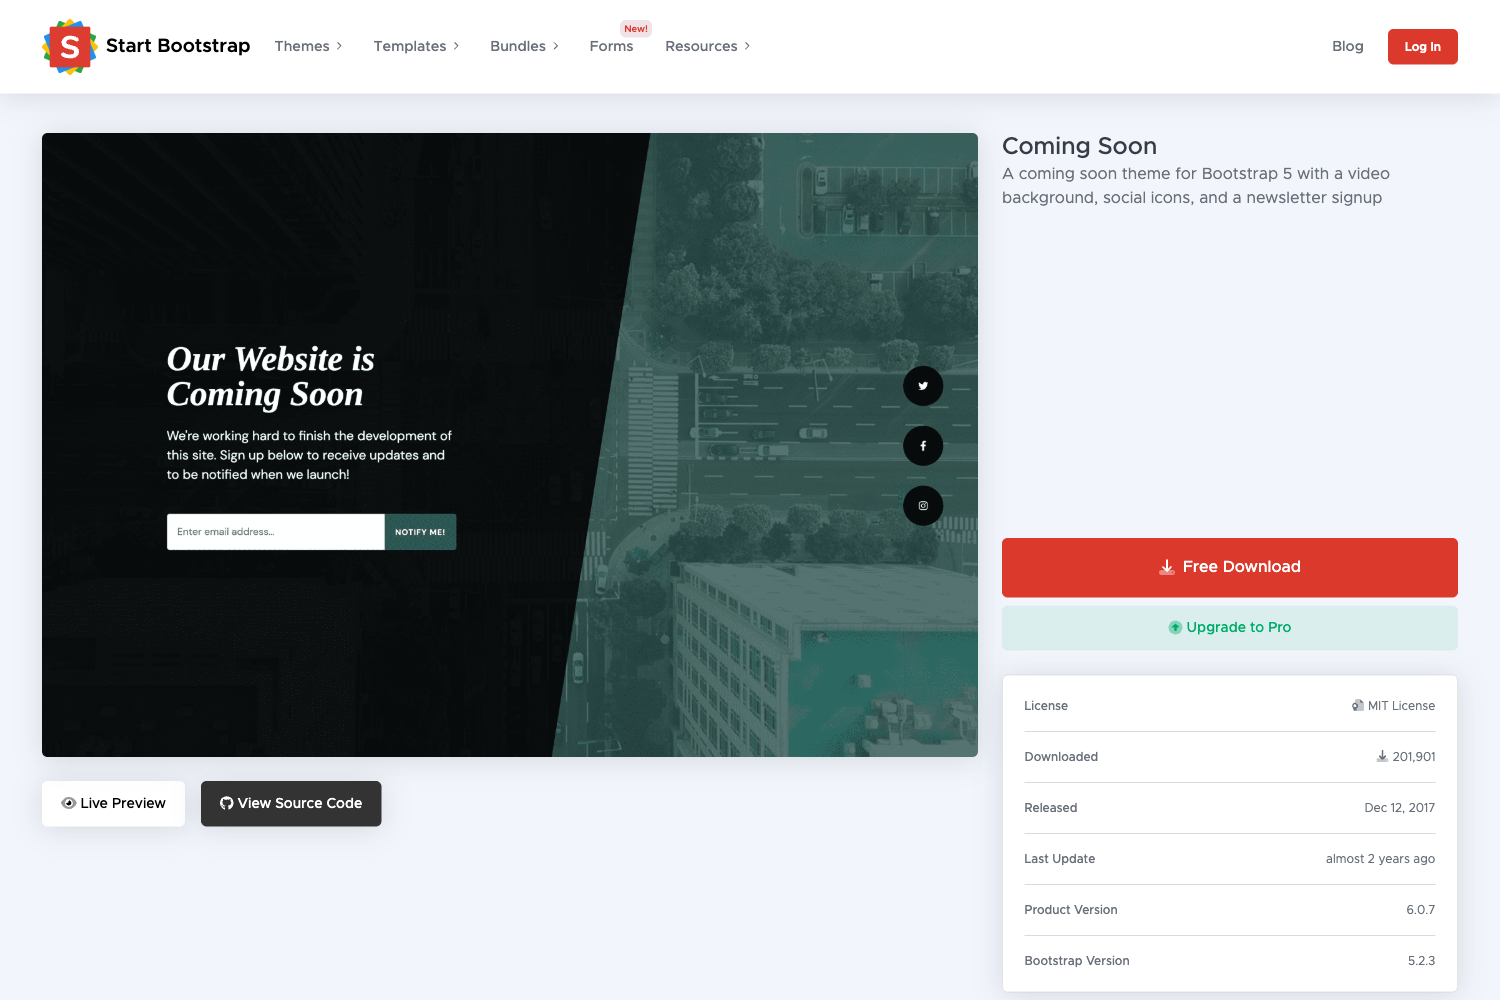 Start Bootstrap
Themes
Templates
Bundles
Forms
New!
Resources
Blog
Log In
Our Website is
Coming Soon
We're working hard to finish the development of
this site. Sign up below to receive updates and
to be notified when we launch!
Enter email address...
NOTIFY ME!
Live Preview
View Source Code
Coming Soon
A coming soon theme for Bootstrap 5 with a video
background, social icons, and a newsletter signup
Free Download
Upgrade to Pro
License MIT License
Downloaded 201,901
Released Dec 12, 2017
Last Update almost 2 years ago
Product Version 6.0.7
Bootstrap Version 5.2.3